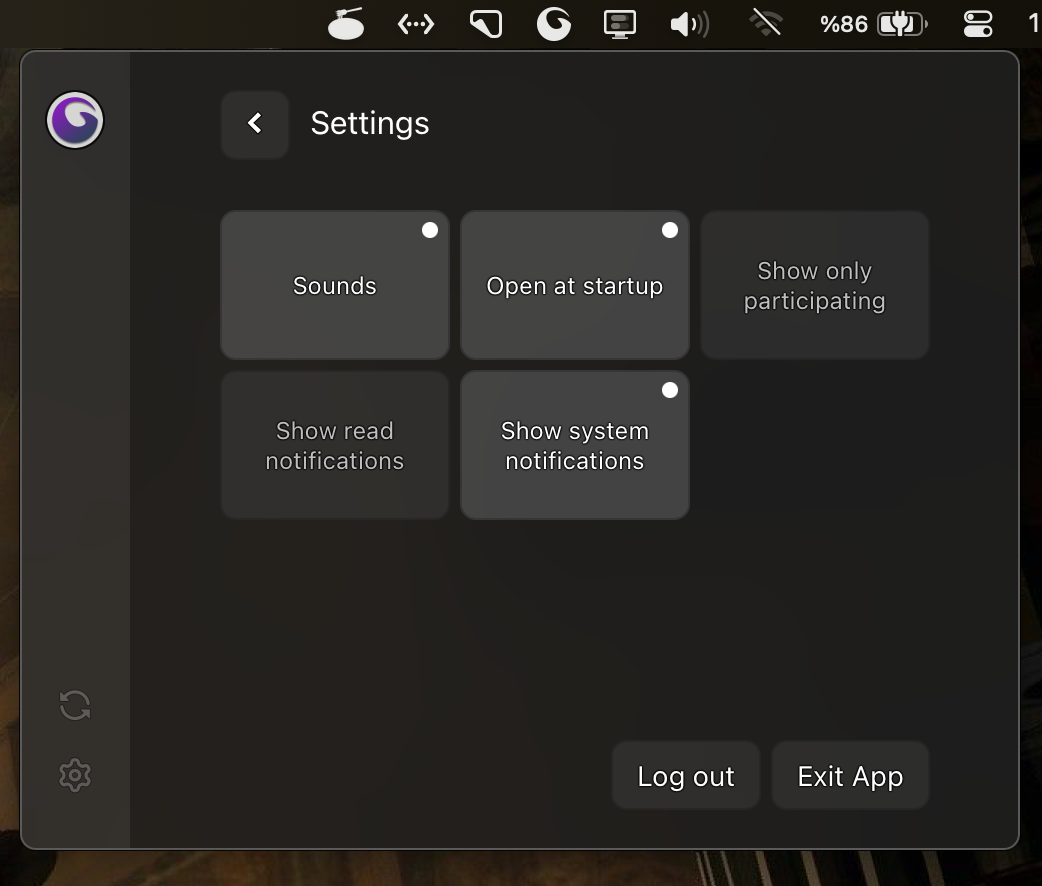 %86
1
Settings
Sounds
Open at startup
Show only
participating
Show read
notifications
Show system
notifications
Log out
Exit App